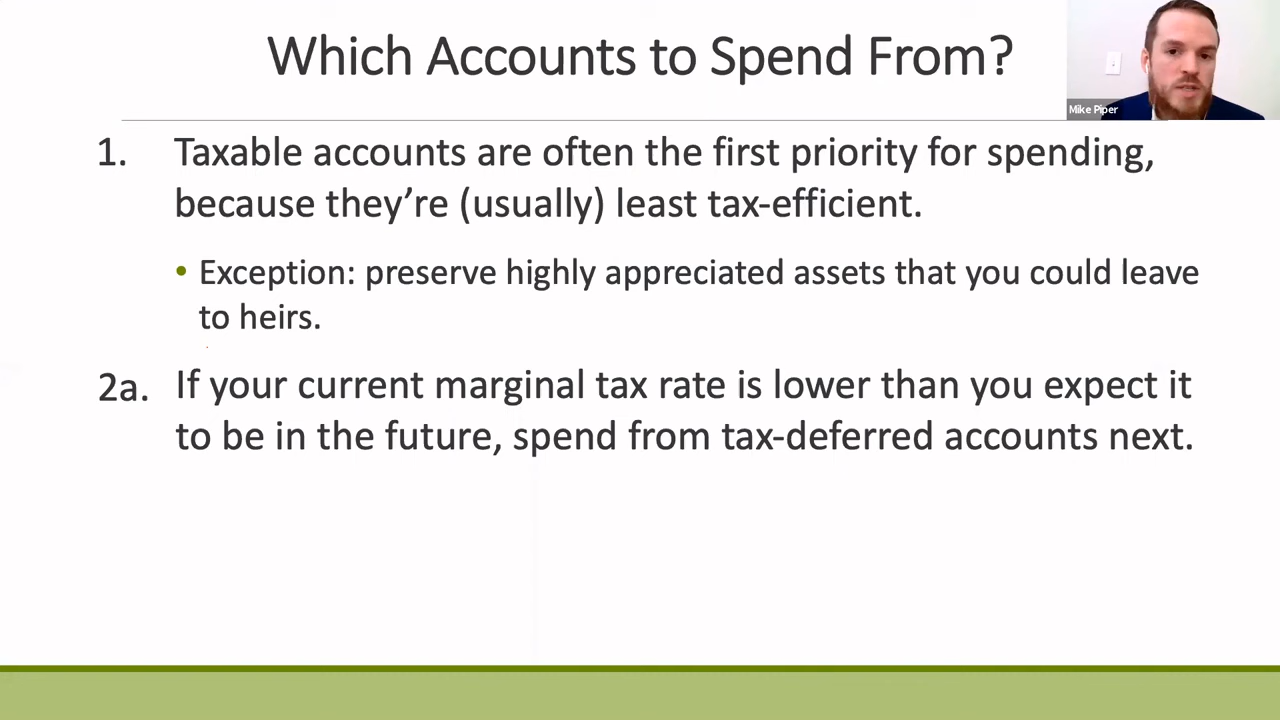 Which Accounts to Spend From?
Mike Piper
1. Taxable accounts are often the first priority for spending,
because they’re (usually) least tax-efficient.
• Exception: preserve highly appreciated assets that you could leave
to heirs.
2a. If your current marginal tax rate is lower than you expect it
to be in the future, spend from tax-deferred accounts next.